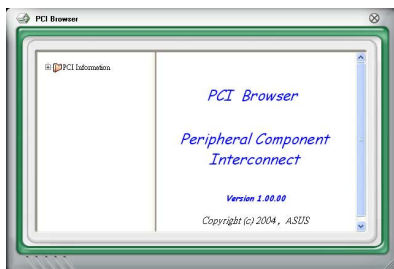 PCI Browser
PCI Information
PCI Browser
Peripheral Component
Interconnect
Version 1.00.00
Copyright (c) 2004, ASUS